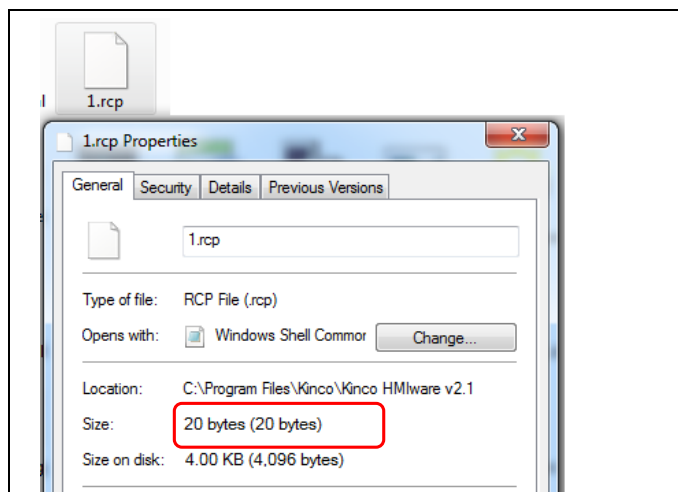 1.rcp
1.rcp Properties
General Security Details Previous Versions
1.rcp
Type of file: RCP File (.rcp)
Opens with: Windows Shell Commor Change...
Location: C:\Program Files\Kinco\Kinco HMIware v2.1
Size: 20 bytes (20 bytes)
Size on disk: 4.00 KB (4,096 bytes)